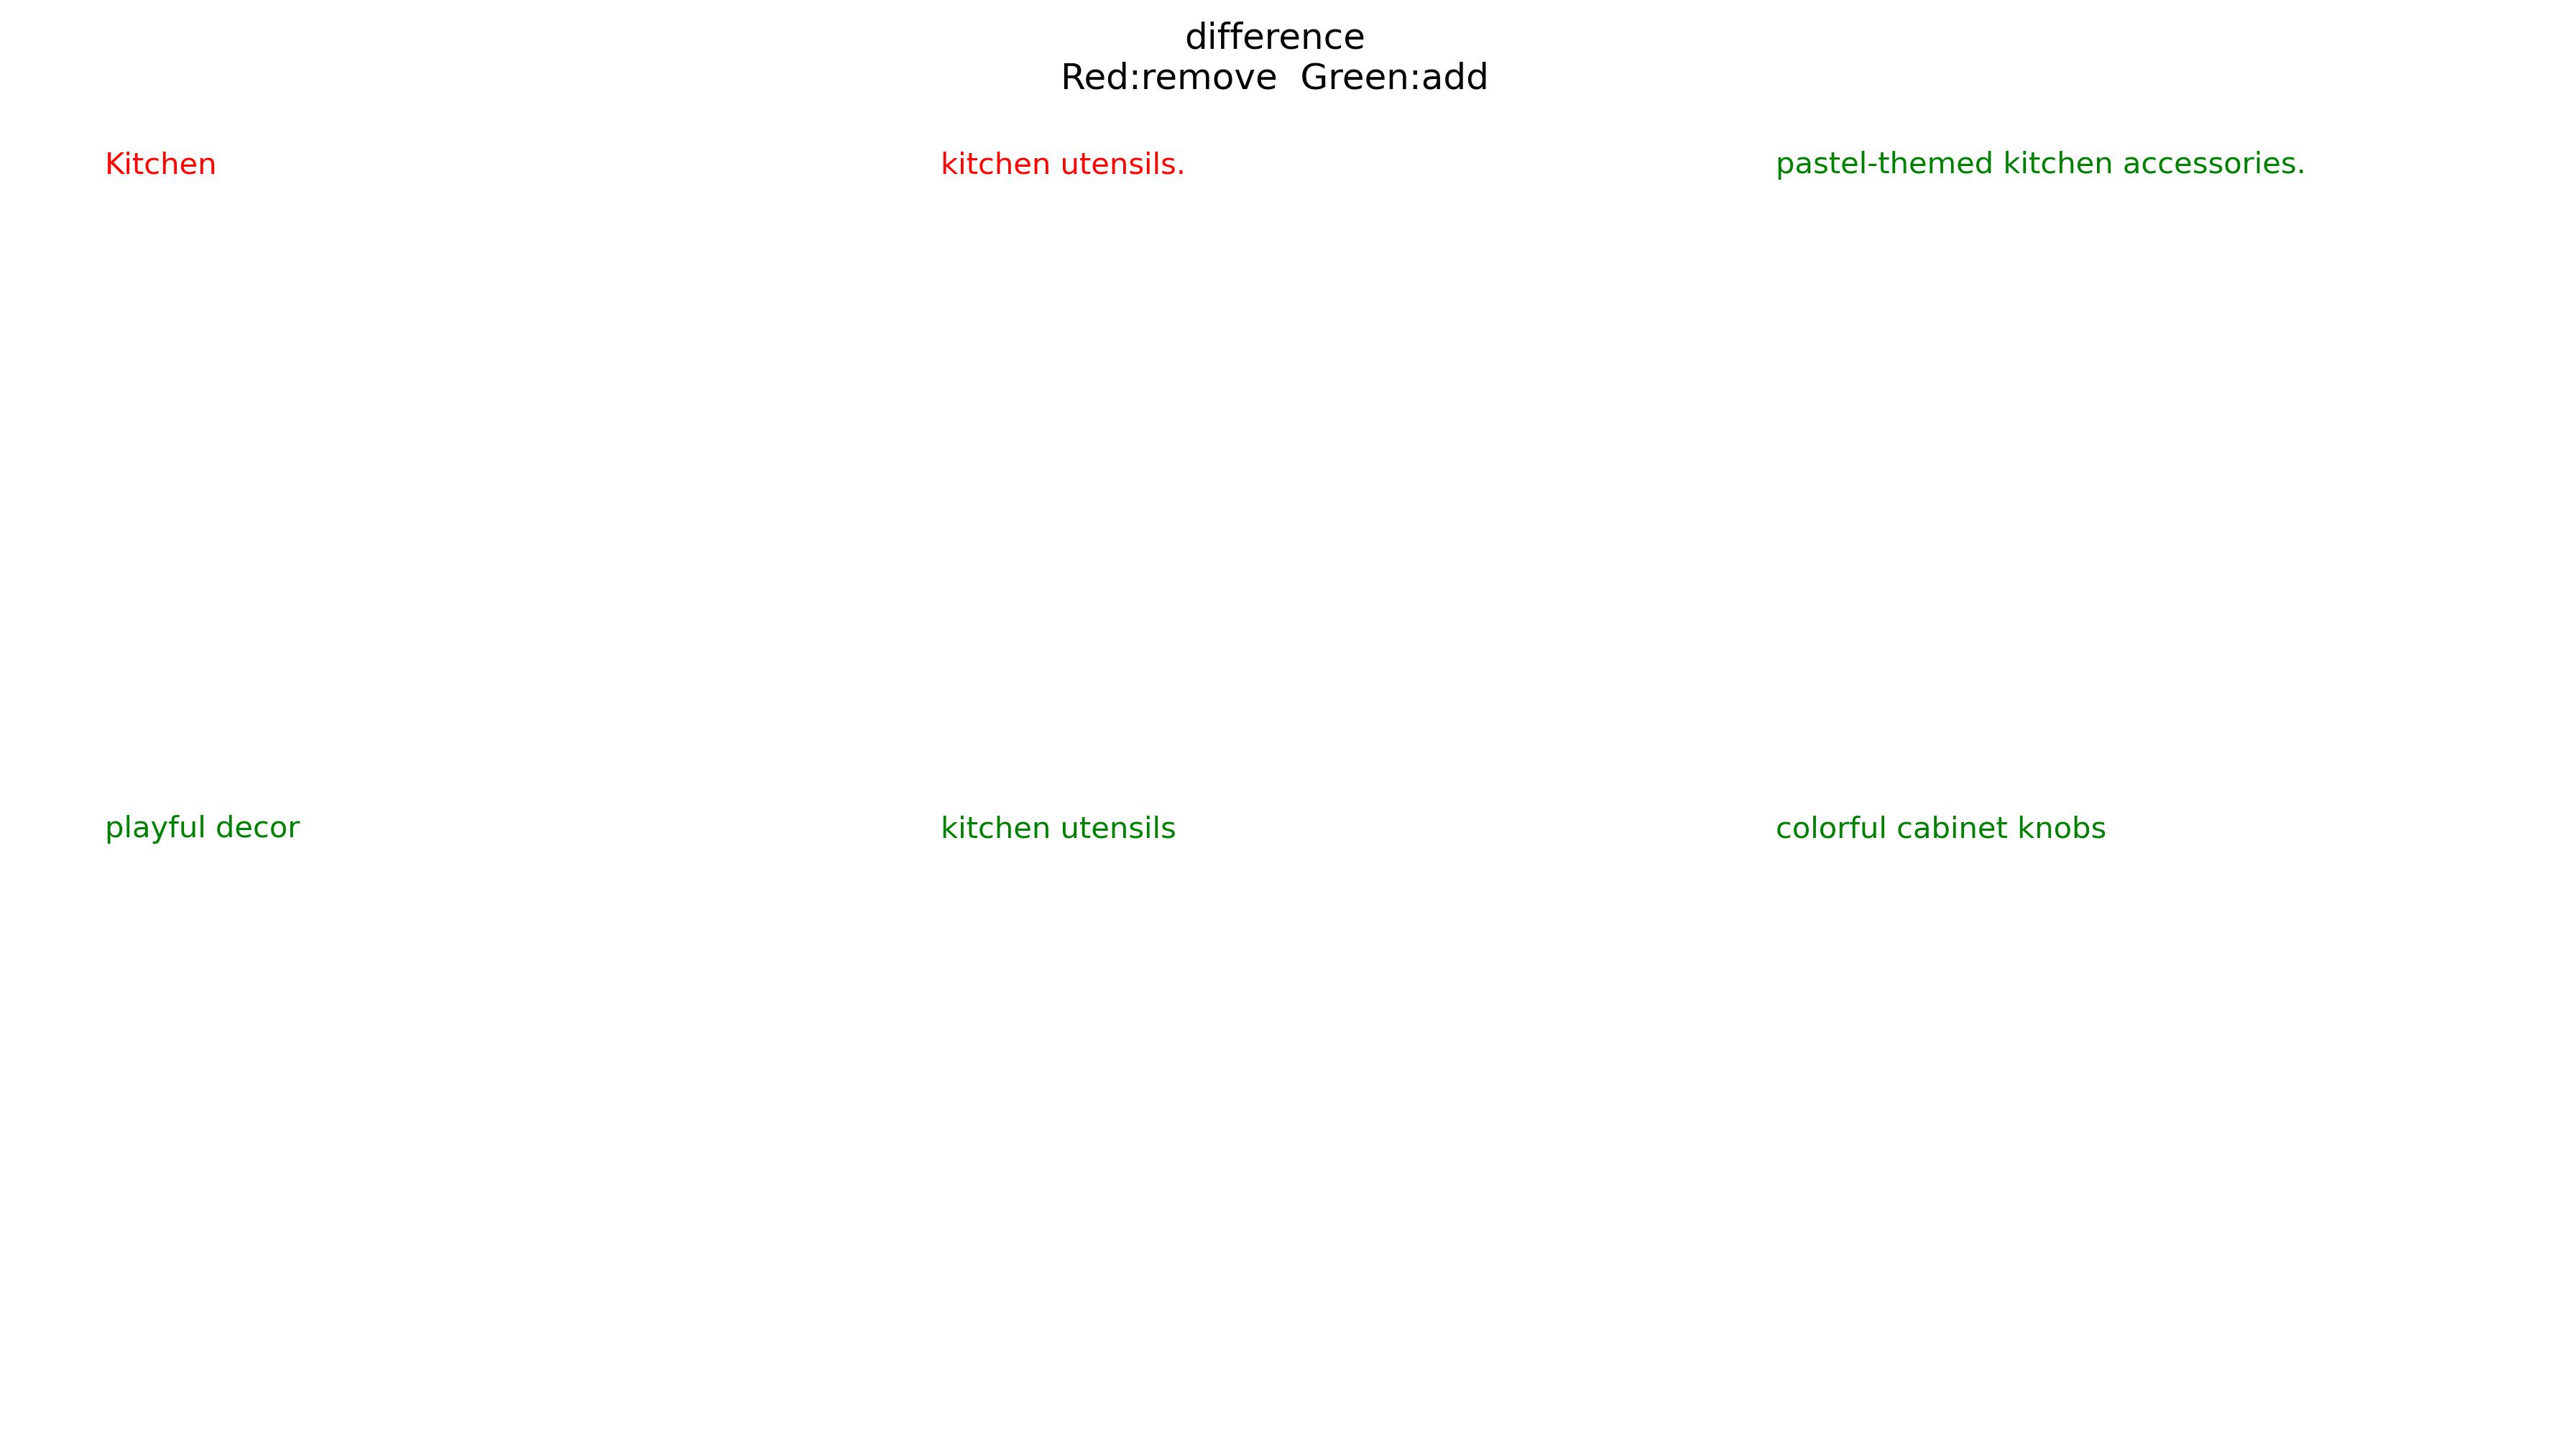 difference
Red:remove  Green:add
Kitchen
kitchen utensils.
pastel-themed kitchen accessories.
playful decor
kitchen utensils
colorful cabinet knobs